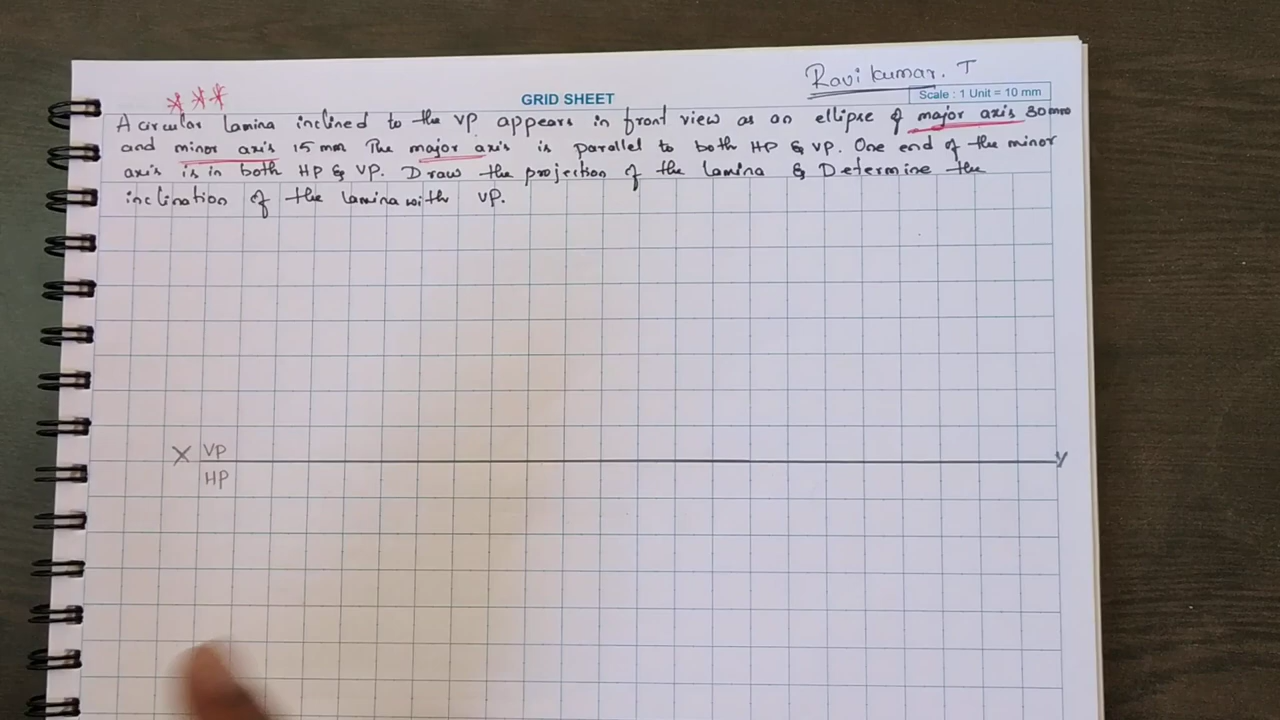 Ravi kumar. T
GRID SHEET
Scale : 1 Unit = 10 mm
A circular lamina inclined to the VP appears in front view as an ellipse of major axis 30mm
and minor axis 15 mm The major axis is parallel to both HP & VP. One end of the minor
axis is in both HP & VP. Draw the projection of the lamina & Determine the
inclination of the lamina with VP.
X VP
HP
Y